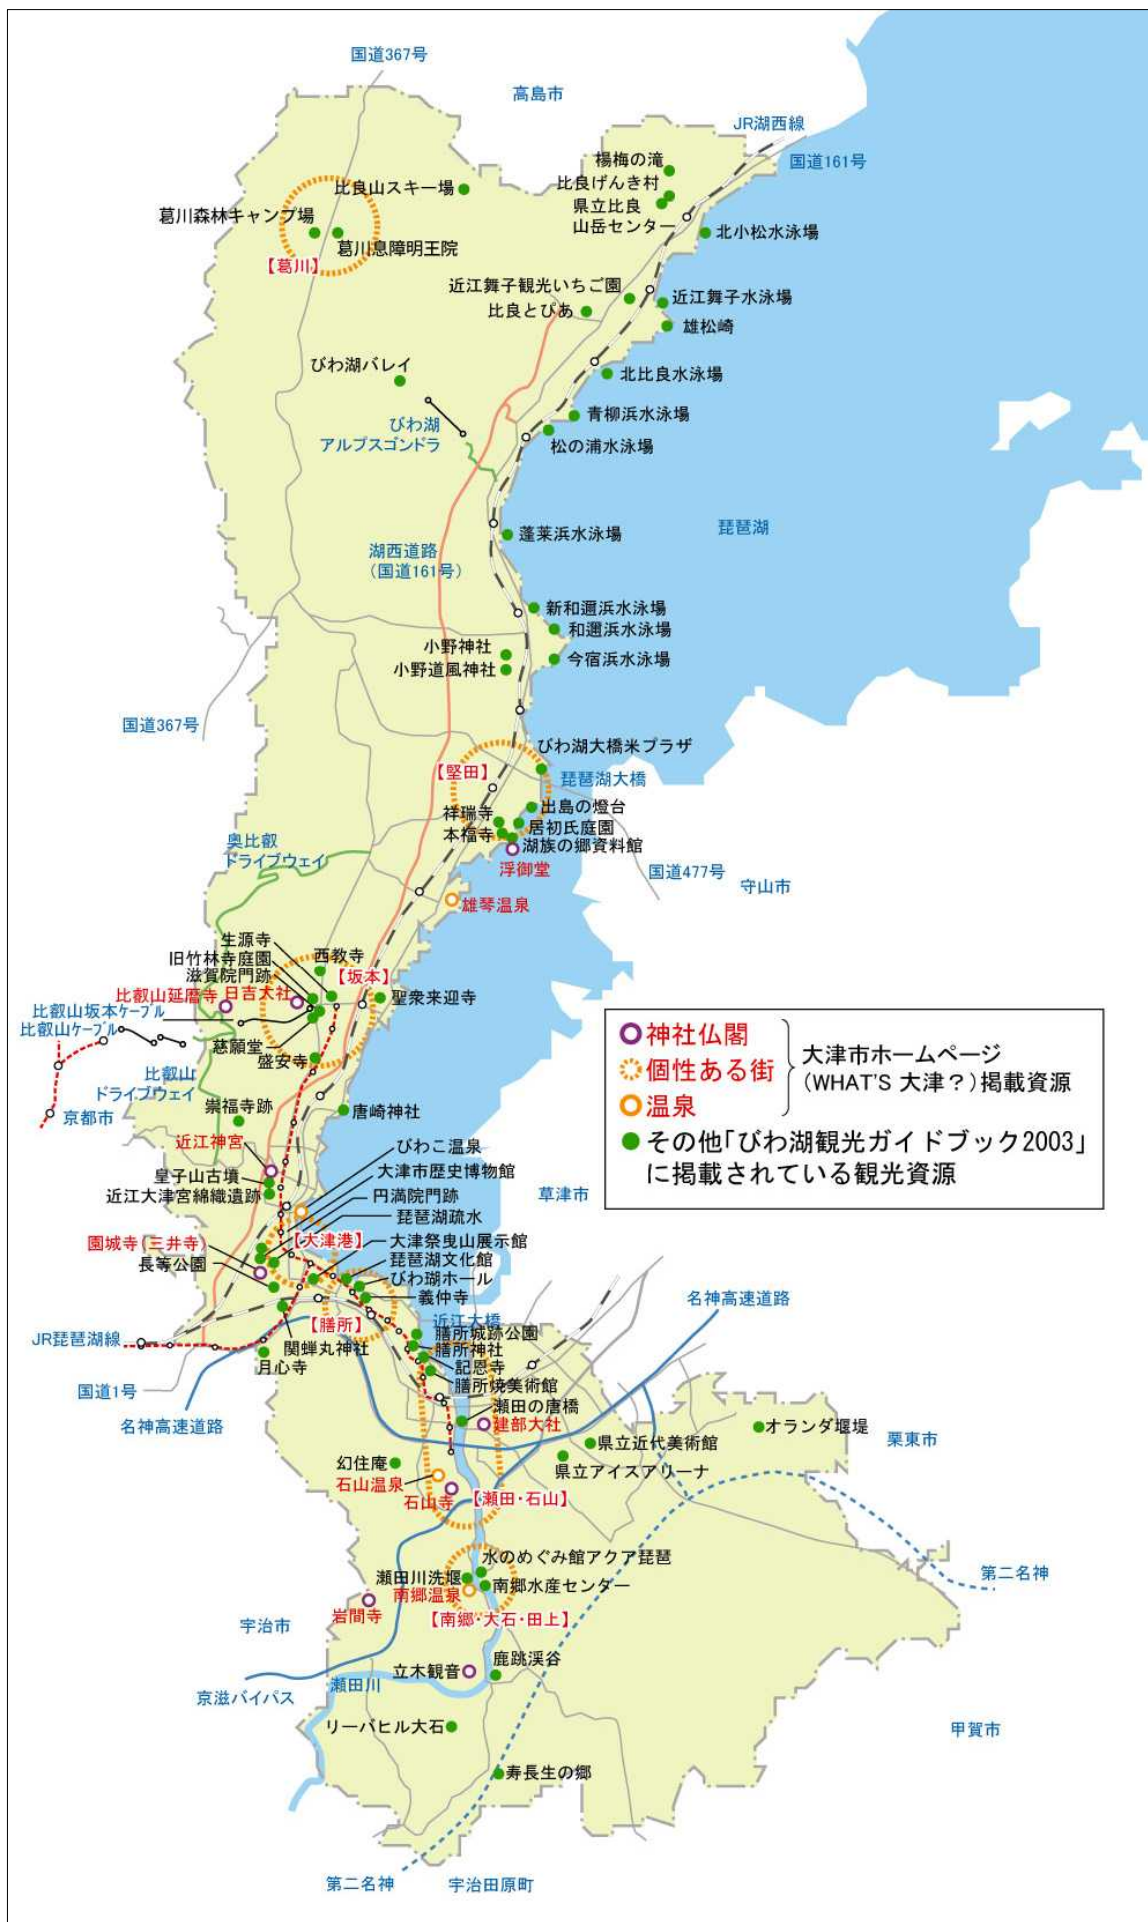 国道367号
高島市
JR湖西線
国道161号
楊梅の滝
比良げんき村
県立比良
山岳センター
比良山スキー場
葛川森林キャンプ場
葛川息障明王院
【葛川】
北小松水泳場
近江舞子観光いちご園
比良とぴあ
近江舞子水泳場
雄松崎
びわ湖バレイ
北比良水泳場
青柳浜水泳場
びわ湖
アルプスゴンドラ
松の浦水泳場
琵琶湖
蓬莱浜水泳場
湖西道路
（国道161号）
新和邇浜水泳場
和邇浜水泳場
小野神社
今宿浜水泳場
小野道風神社
国道367号
びわ湖大橋米プラザ
【堅田】
琵琶湖大橋
出島の燈台
祥瑞寺
居初氏庭園
本福寺
湖族の郷資料館
浮御堂
国道477号
守山市
奥比叡
ドライブウェイ
雄琴温泉
生源寺
旧竹林寺庭園
西教寺
滋賀院門跡
【坂本】
比叡山延暦寺
日吉大社
聖衆来迎寺
比叡山坂本ケーブル
比叡山ケーブル
慈願堂
盛安寺
比叡山
ドライブウェイ
京都市
崇福寺跡
唐崎神社
近江神宮
びわこ温泉
大津市歴史博物館
皇子山古墳
円満院門跡
近江大津宮綿織遺跡
琵琶湖疏水
草津市
園城寺(三井寺)
【大津港】
大津祭曳山展示館
長等公園
琵琶湖文化館
びわ瑚ホール
義仲寺
名神高速道路
【膳所】
近江大橋
JR琵琶湖線
膳所城跡公園
関蝉丸神社
膳所神社
月心寺
記恩寺
膳所焼美術館
国道1号
名神高速道路
瀬田の唐橋
建部大社
オランダ堰堤
栗東市
県立近代美術館
幻住庵
県立アイスアリーナ
石山温泉
石山寺
【瀬田・石山】
水のめぐみ館アクア琵琶
瀬田川洗堰
南郷水産センター
第二名神
南郷温泉
岩間寺
【南郷・大石・田上】
宇治市
立木観音
鹿跳渓谷
瀬田川
京滋バイパス
リーバヒル大石
甲賀市
寿長生の郷
第二名神
宇治田原町
神社仏閣
個性ある街
温泉
大津市ホームページ
（WHAT'S 大津？）掲載資源
その他「びわ湖観光ガイドブック2003」
に掲載されている観光資源